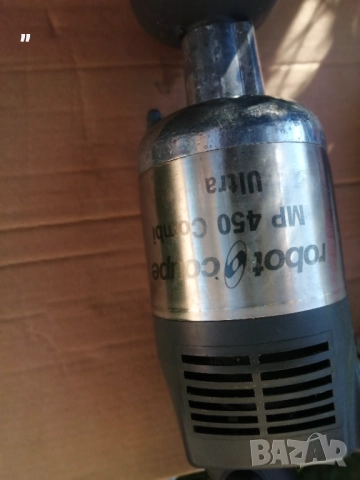 "
robot coupe
MP 450 Combi
Ultra
BAZAR